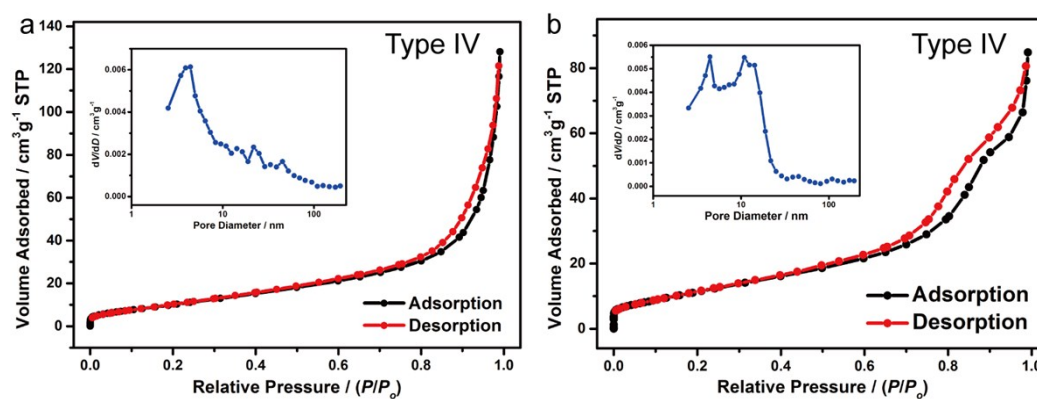 a
Type IV
Volume Adsorbed / cm³g⁻¹ STP
140
120
100
80
60
40
20
0
0.0 0.2 0.4 0.6 0.8 1.0
Relative Pressure / (P/Pₒ)
dV/dD / cm³g⁻¹
0.006
0.004
0.002
0.000
1 10 100
Pore Diameter / nm
Adsorption
Desorption
b
Type IV
Volume Adsorbed / cm³g⁻¹ STP
100
80
60
40
20
0
0.0 0.2 0.4 0.6 0.8 1.0
Relative Pressure / (P/Pₒ)
dV/dD / cm³g⁻¹
0.006
0.005
0.004
0.003
0.002
0.001
0.000
1 10 100
Pore Diameter / nm
Adsorption
Desorption